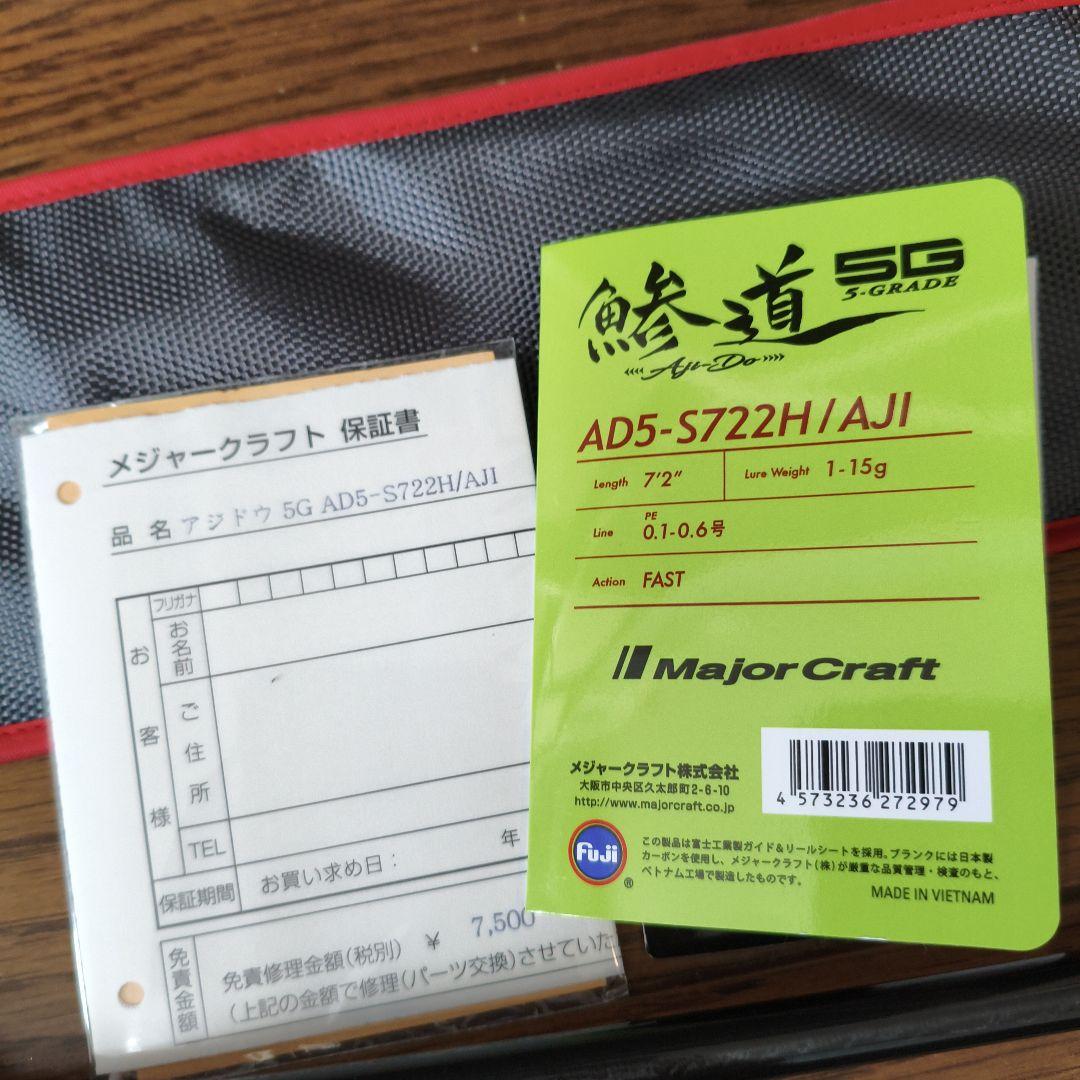 メジャークラフト 保証書
品名 アジドウ 5G AD5-S722H/AJI
お客様
フリガナ
お名前
ご住所
TEL
保証期間
お買い求め日： 年
免責金額
免責修理金額(税別) ¥ 7,500
(上記の金額で修理(パーツ交換)させていた
鯵道 5G
5-GRADE
Aji-Do
AD5-S722H/AJI
Length 7'2" Lure Weight 1-15g
Line PE 0.1-0.6号
Action FAST
Major Craft
メジャークラフト株式会社
大阪市中央区久太郎町2-6-10
http://www.majorcraft.co.jp
4 573236 272979
Fuji ®
この製品は富士工業製ガイド&リールシートを採用。ブランクには日本製
カーボンを使用し、メジャークラフト(株)が厳重な品質管理・検査のもと、
ベトナム工場で製造したものです。
MADE IN VIETNAM